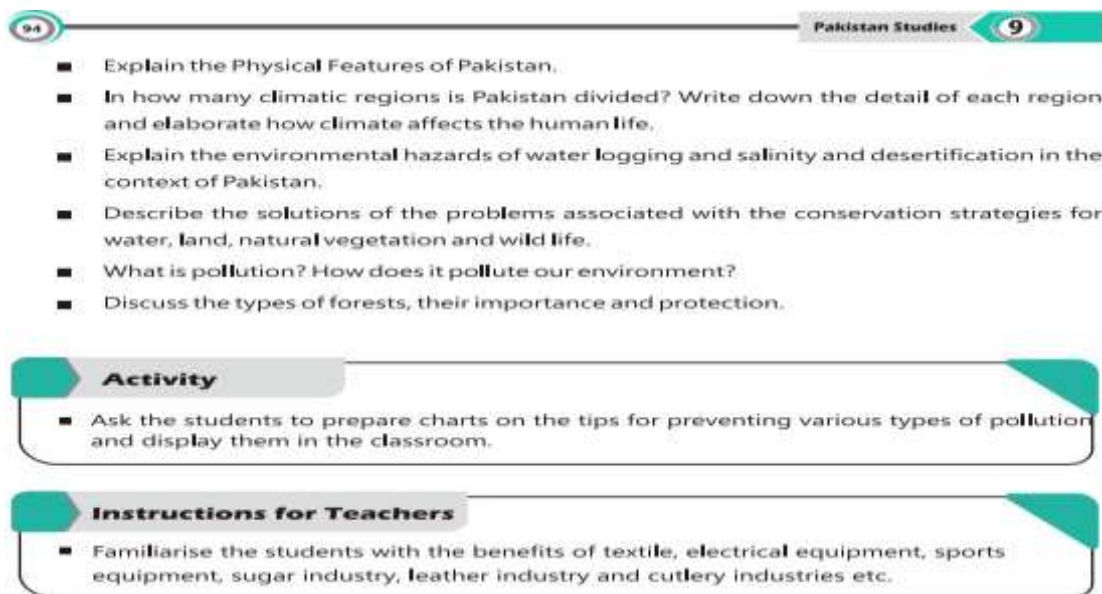 94 Pakistan Studies 9
■ Explain the Physical Features of Pakistan.
■ In how many climatic regions is Pakistan divided? Write down the detail of each region
and elaborate how climate affects the human life.
■ Explain the environmental hazards of water logging and salinity and desertification in the
context of Pakistan.
■ Describe the solutions of the problems associated with the conservation strategies for
water, land, natural vegetation and wild life.
■ What is pollution? How does it pollute our environment?
■ Discuss the types of forests, their importance and protection.
Activity
■ Ask the students to prepare charts on the tips for preventing various types of pollution
and display them in the classroom.
Instructions for Teachers
■ Familiarise the students with the benefits of textile, electrical equipment, sports
equipment, sugar industry, leather industry and cutlery industries etc.